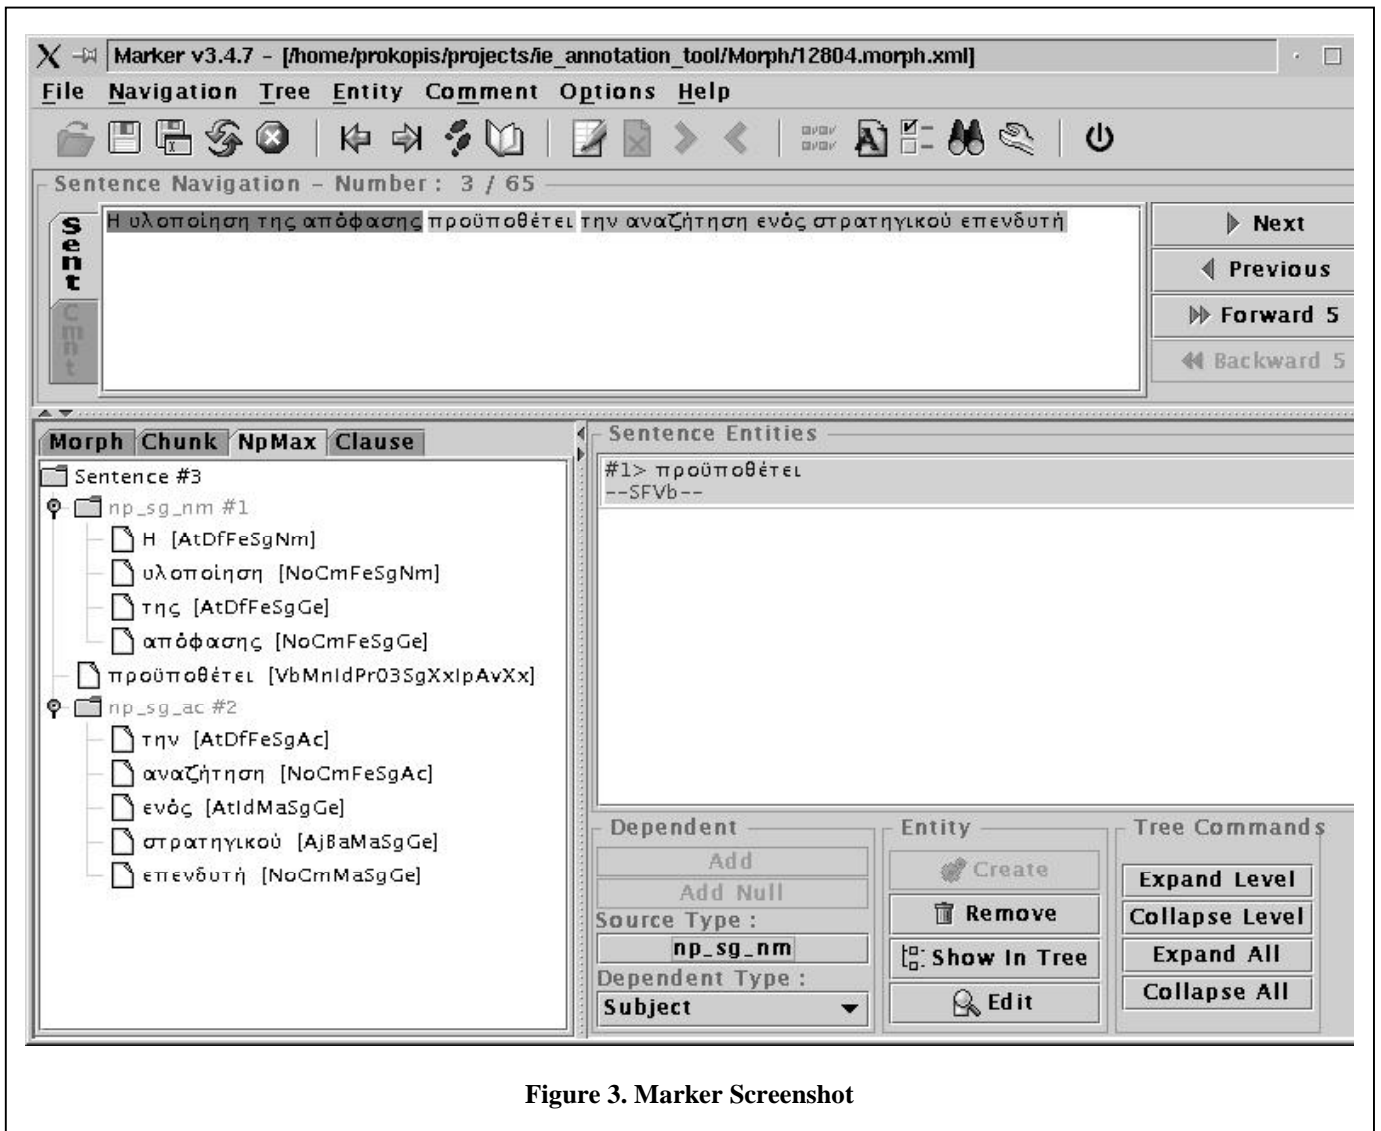 Marker v3.4.7 - [/home/prokopis/projects/ie_annotation_tool/Morph/12804.morph.xml]
File Navigation Tree Entity Comment Options Help
Sentence Navigation - Number: 3 / 65
Sent
Cmnt
Η υλοποίηση της απόφασης προϋποθέτει την αναζήτηση ενός στρατηγικού επενδυτή
Next
Previous
Forward 5
Backward 5
Morph Chunk NpMax Clause
Sentence #3
np_sg_nm #1
Η [AtDfFeSgNm]
υλοποίηση [NoCmFeSgNm]
της [AtDfFeSgGe]
απόφασης [NoCmFeSgGe]
προϋποθέτει [VbMnIdPr03SgXxIpAvXx]
np_sg_ac #2
την [AtDfFeSgAc]
αναζήτηση [NoCmFeSgAc]
ενός [AtIdMaSgGe]
στρατηγικού [AjBaMaSgGe]
επενδυτή [NoCmMaSgGe]
Sentence Entities
#1> προϋποθέτει
--SFVb--
Dependent
Add
Add Null
Source Type :
np_sg_nm
Dependent Type :
Subject
Entity
Create
Remove
Show In Tree
Edit
Tree Commands
Expand Level
Collapse Level
Expand All
Collapse All
Figure 3. Marker Screenshot